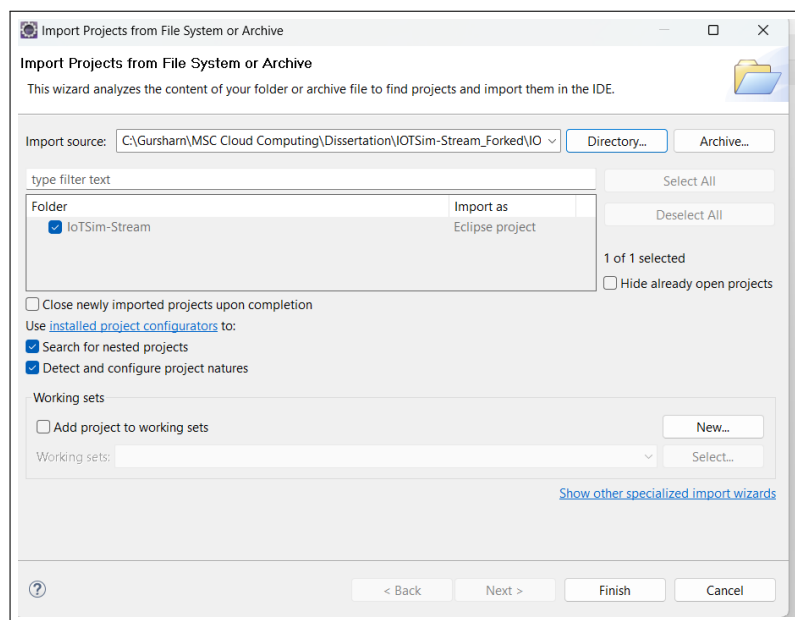 Import Projects from File System or Archive
Import Projects from File System or Archive
This wizard analyzes the content of your folder or archive file to find projects and import them in the IDE.
Import source: C:\Gursharn\MSC Cloud Computing\Dissertation\IOTSim-Stream_Forked\IO Directory... Archive...
type filter text Select All
Folder Import as Deselect All
IoTSim-Stream Eclipse project
1 of 1 selected
Hide already open projects
Close newly imported projects upon completion
Use installed project configurators to:
Search for nested projects
Detect and configure project natures
Working sets
Add project to working sets New...
Working sets: Select...
Show other specialized import wizards
? < Back Next > Finish Cancel